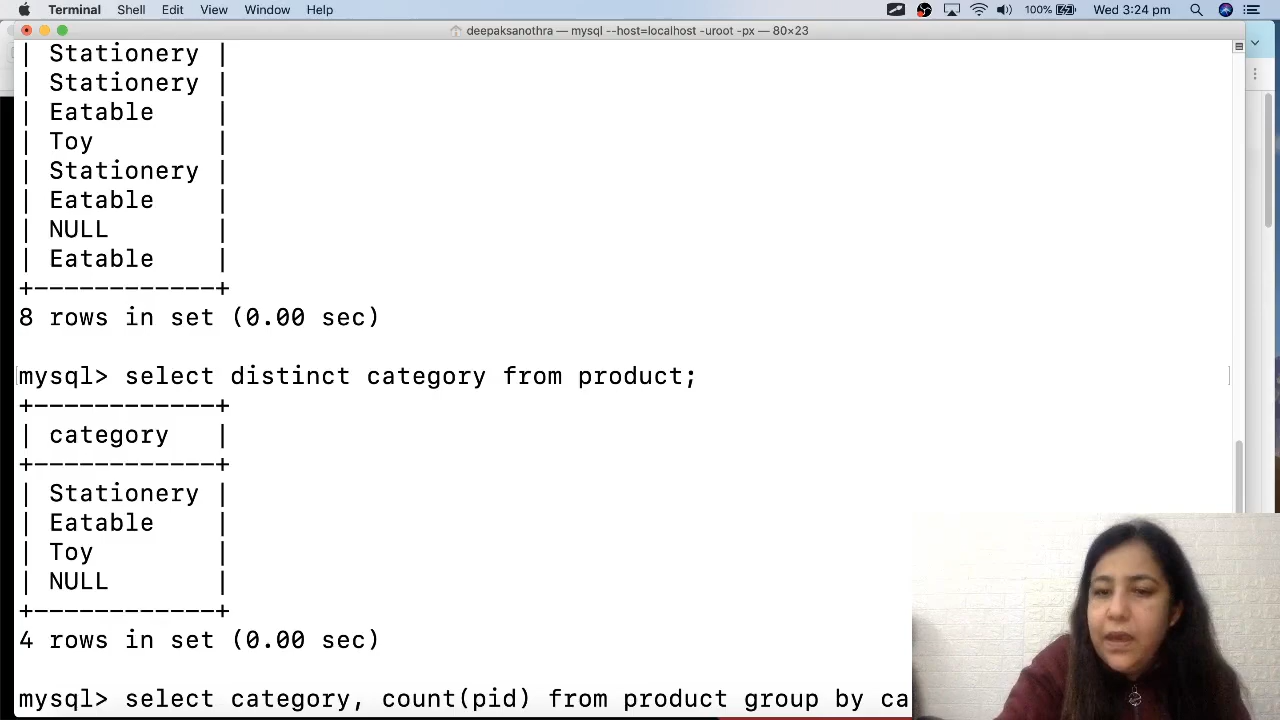 Terminal Shell Edit View Window Help 100% Wed 3:24 pm
deepaksanothra — mysql --host=localhost -uroot -px — 80×23
| Stationery |
| Stationery |
| Eatable |
| Toy |
| Stationery |
| Eatable |
| NULL |
| Eatable |
+------------+
8 rows in set (0.00 sec)
mysql> select distinct category from product;
+------------+
| category |
+------------+
| Stationery |
| Eatable |
| Toy |
| NULL |
+------------+
4 rows in set (0.00 sec)
mysql> select category, count(pid) from product group by ca